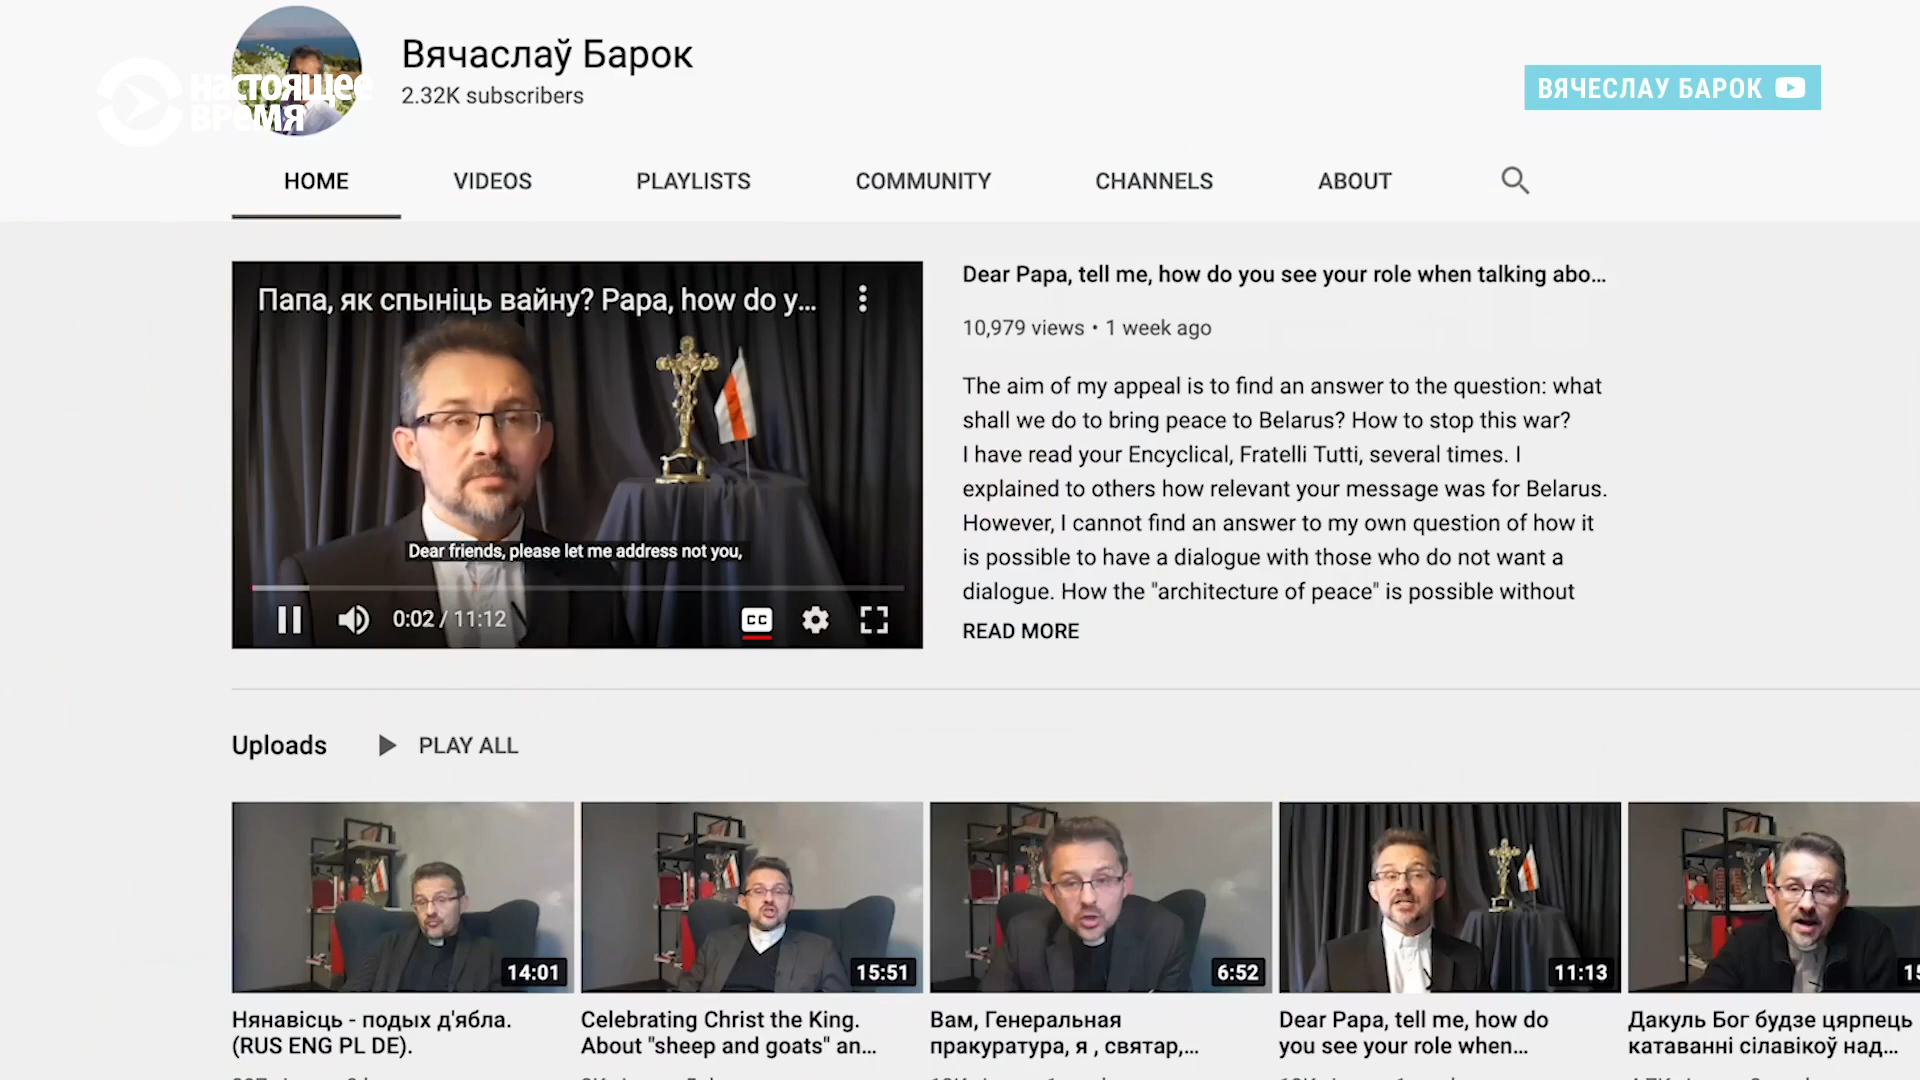 Вячаслаў Барок
2.32K subscribers
настоящее
время
ВЯЧЕСЛАУ БАРОК
HOME
VIDEOS
PLAYLISTS
COMMUNITY
CHANNELS
ABOUT
Папа, як спыніць вайну? Papa, how do y...
Dear friends, please let me address not you,
0:02 / 11:12
CC
Dear Papa, tell me, how do you see your role when talking abo...
10,979 views • 1 week ago
The aim of my appeal is to find an answer to the question: what
shall we do to bring peace to Belarus? How to stop this war?
I have read your Encyclical, Fratelli Tutti, several times. I
explained to others how relevant your message was for Belarus.
However, I cannot find an answer to my own question of how it
is possible to have a dialogue with those who do not want a
dialogue. How the "architecture of peace" is possible without
READ MORE
Uploads
PLAY ALL
14:01
15:51
6:52
11:13
Нянавісць - подых д'ябла.
(RUS ENG PL DE).
Celebrating Christ the King.
About "sheep and goats" an...
Вам, Генеральная
пракуратура, я , святар,...
Dear Papa, tell me, how do
you see your role when...
Дакуль Бог будзе цярпець
катаванні сілавікоў над...